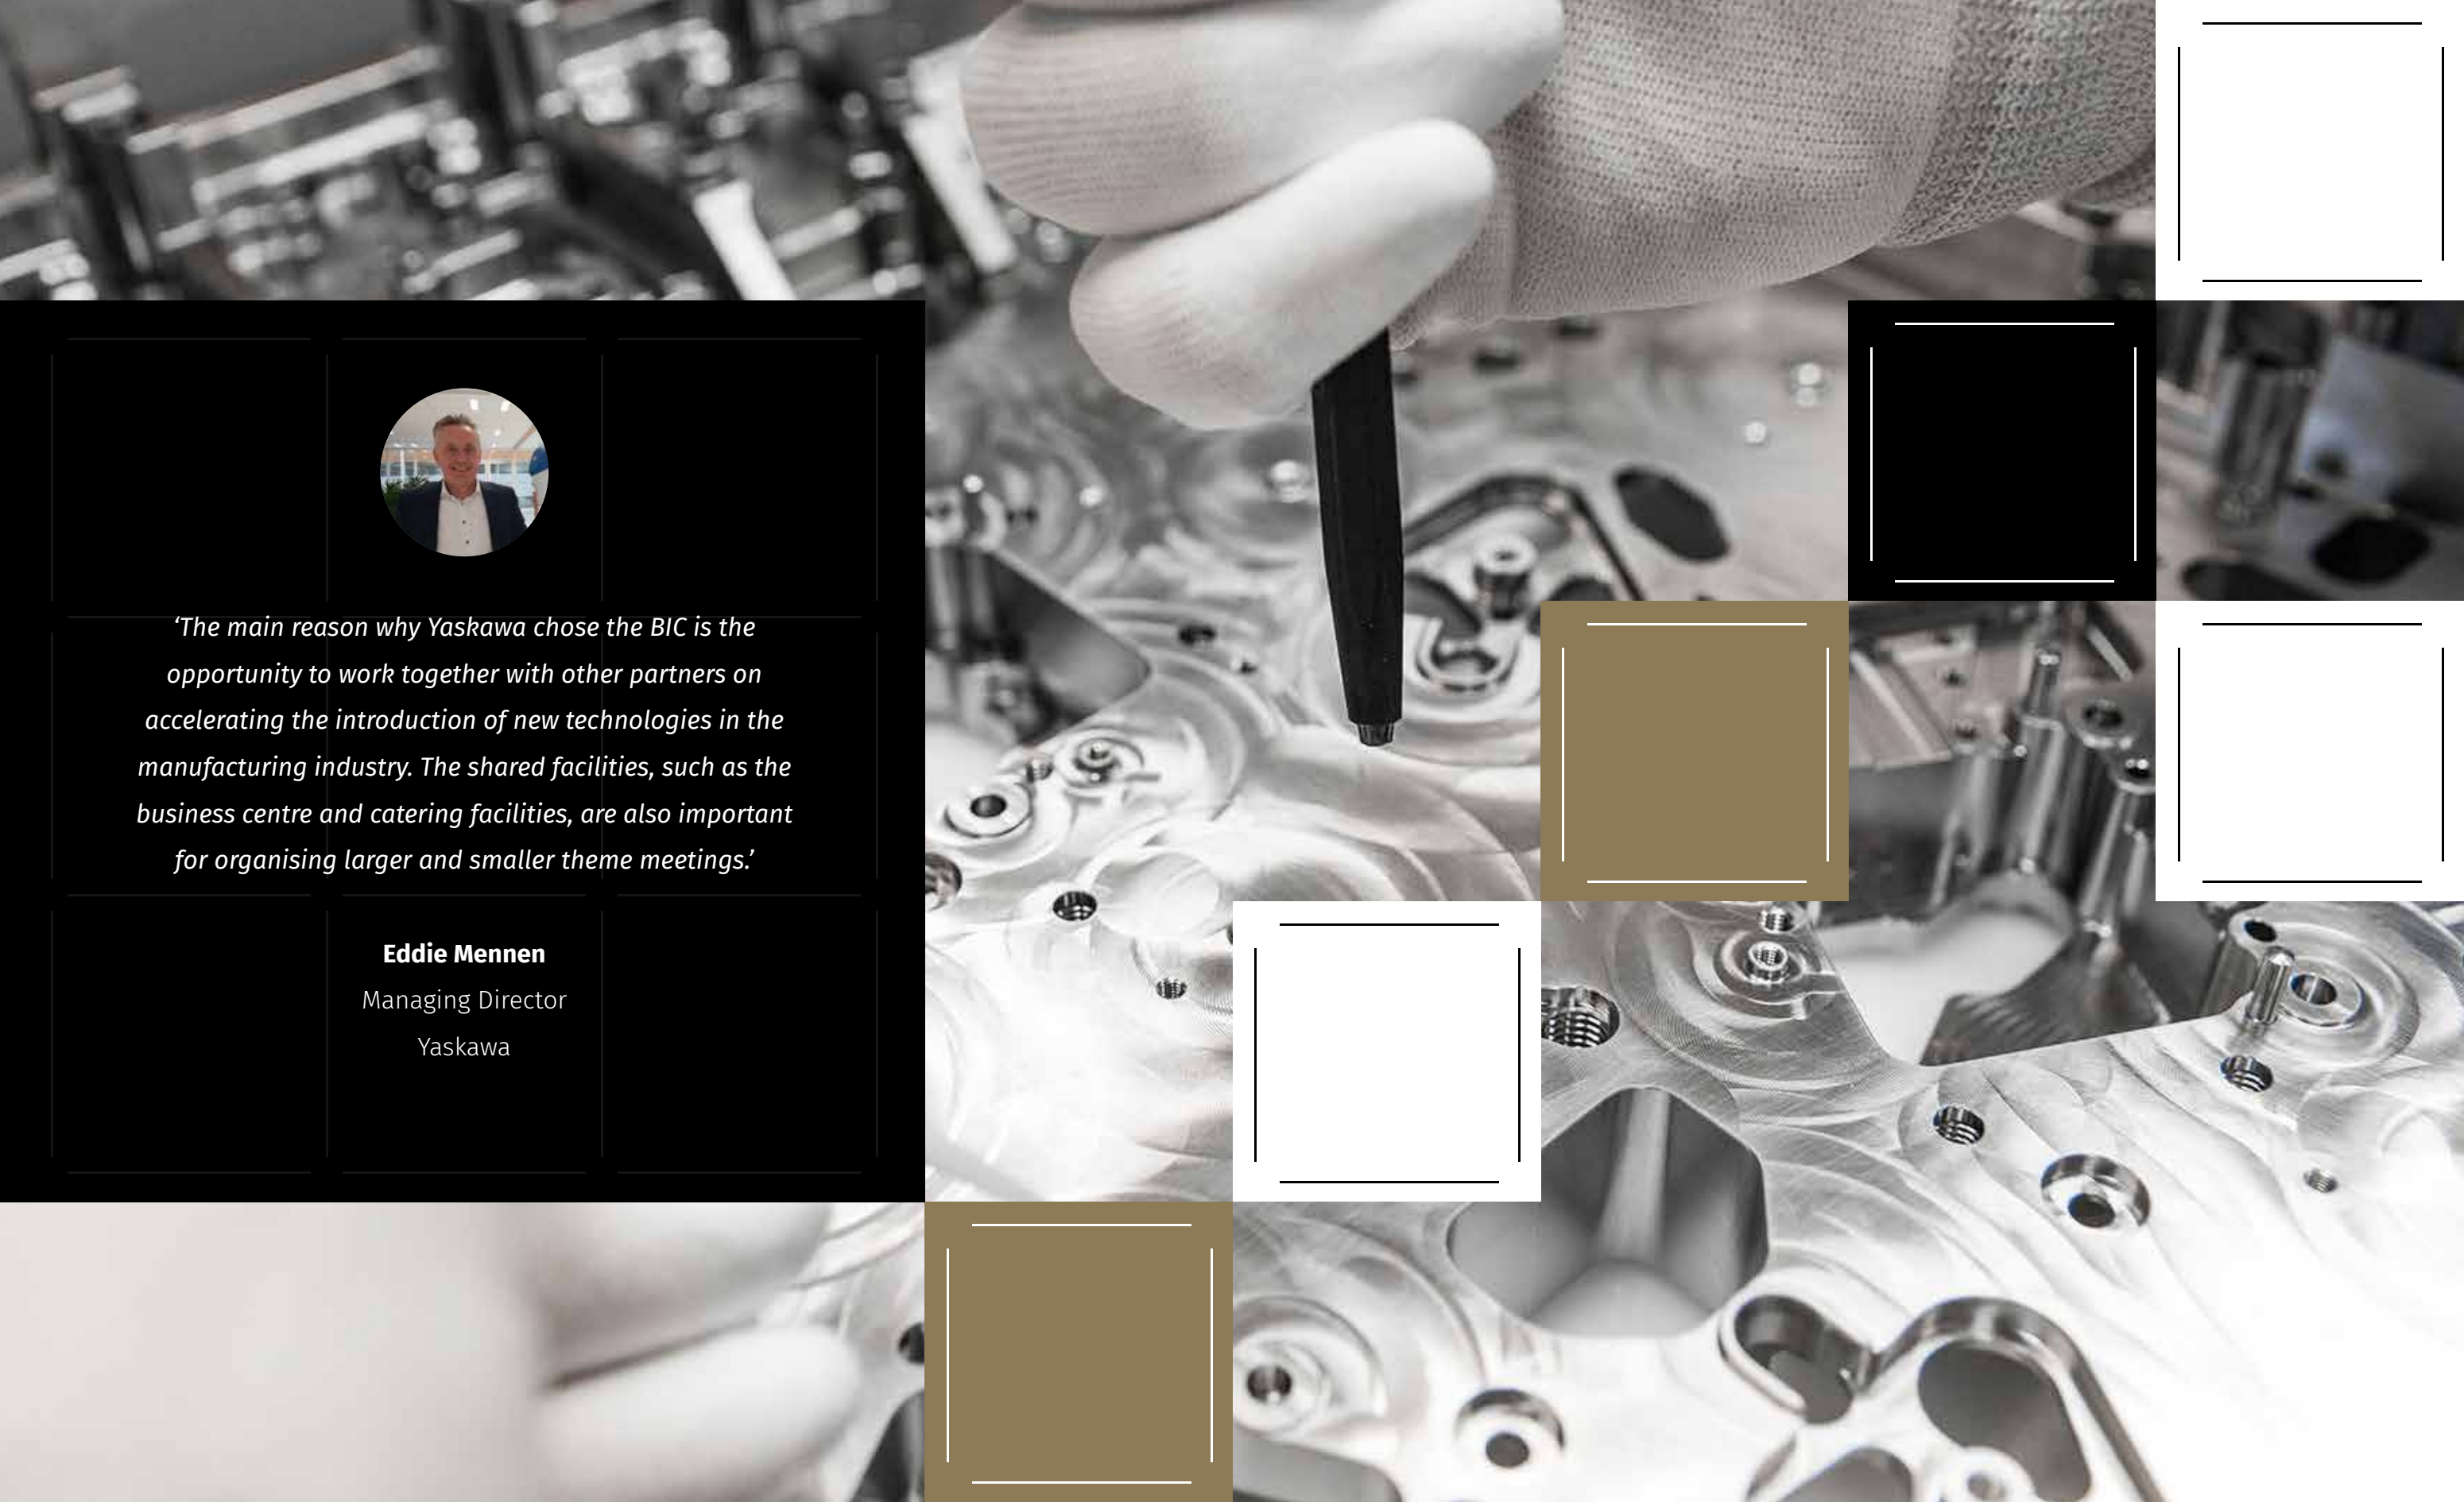 ‘The main reason why Yaskawa chose the BIC is the
opportunity to work together with other partners on
accelerating the introduction of new technologies in the
manufacturing industry. The shared facilities, such as the
business centre and catering facilities, are also important
for organising larger and smaller theme meetings.’
Eddie Mennen
Managing Director
Yaskawa